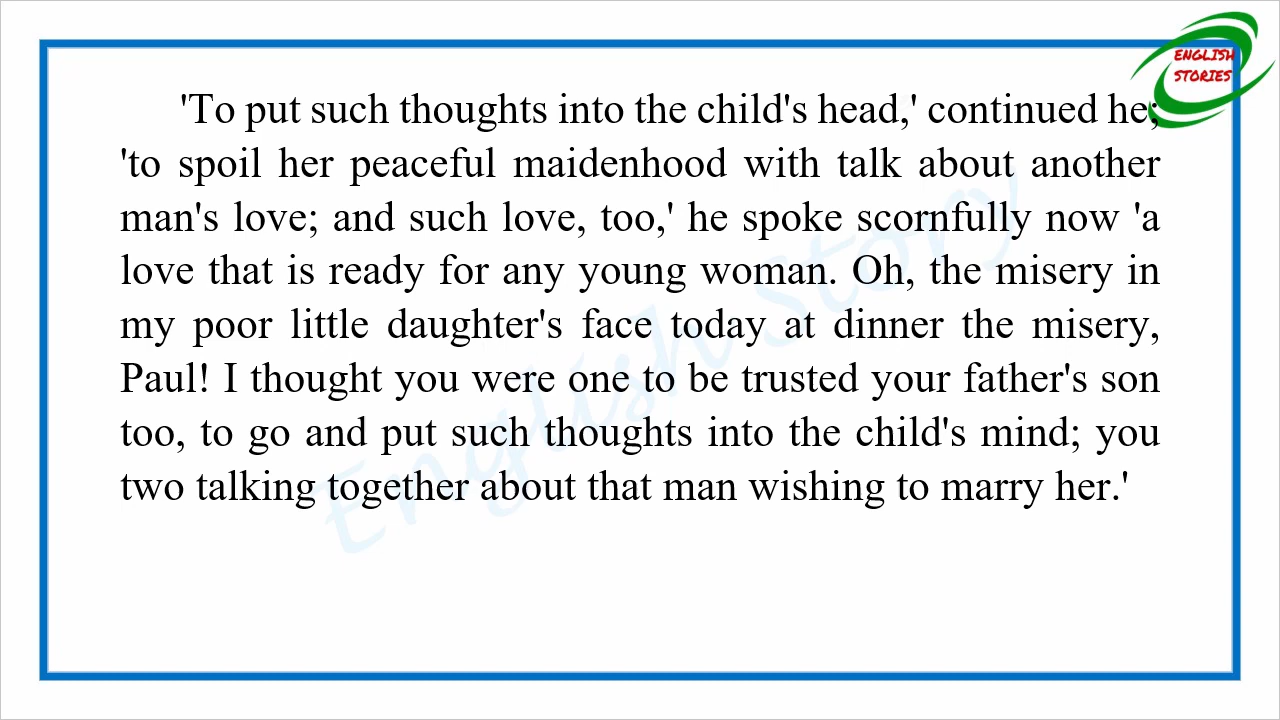 ENGLISH
STORIES
'To put such thoughts into the child's head,' continued he;
'to spoil her peaceful maidenhood with talk about another
man's love; and such love, too,' he spoke scornfully now 'a
love that is ready for any young woman. Oh, the misery in
my poor little daughter's face today at dinner the misery,
Paul! I thought you were one to be trusted your father's son
too, to go and put such thoughts into the child's mind; you
two talking together about that man wishing to marry her.'
English Story